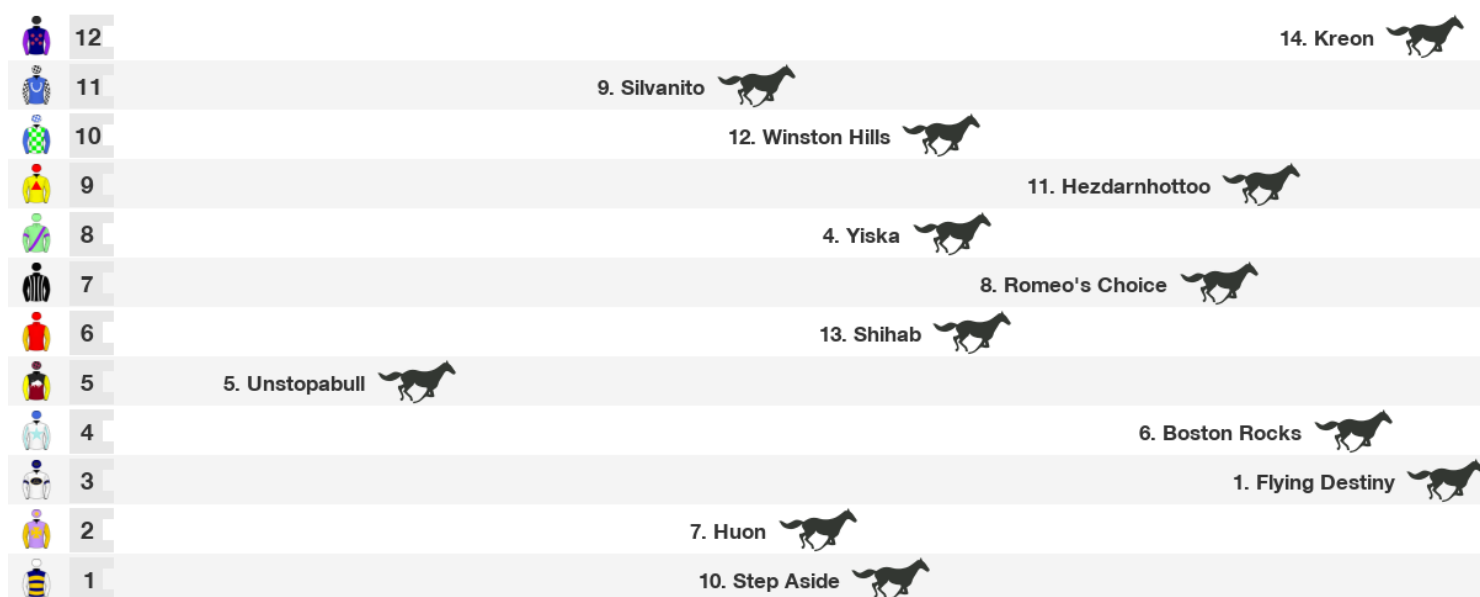 12 14. Kreon
11 9. Silvanito
10 12. Winston Hills
9 11. Hezdarnhottoo
8 4. Yiska
7 8. Romeo's Choice
6 13. Shihab
5 5. Unstopabull
4 6. Boston Rocks
3 1. Flying Destiny
2 7. Huon
1 10. Step Aside